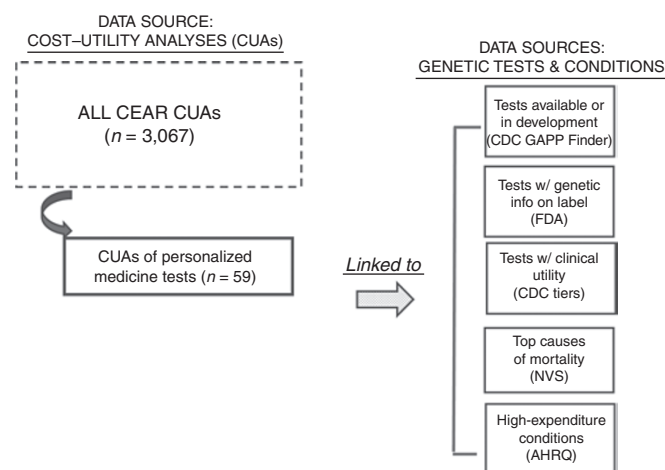 DATA SOURCE:
COST–UTILITY ANALYSES (CUAs)
ALL CEAR CUAs
(n = 3,067)
CUAs of personalized
medicine tests (n = 59)
Linked to
DATA SOURCES:
GENETIC TESTS & CONDITIONS
Tests available or
in development
(CDC GAPP Finder)
Tests w/ genetic
info on label
(FDA)
Tests w/ clinical
utility
(CDC tiers)
Top causes
of mortality
(NVS)
High-expenditure
conditions
(AHRQ)